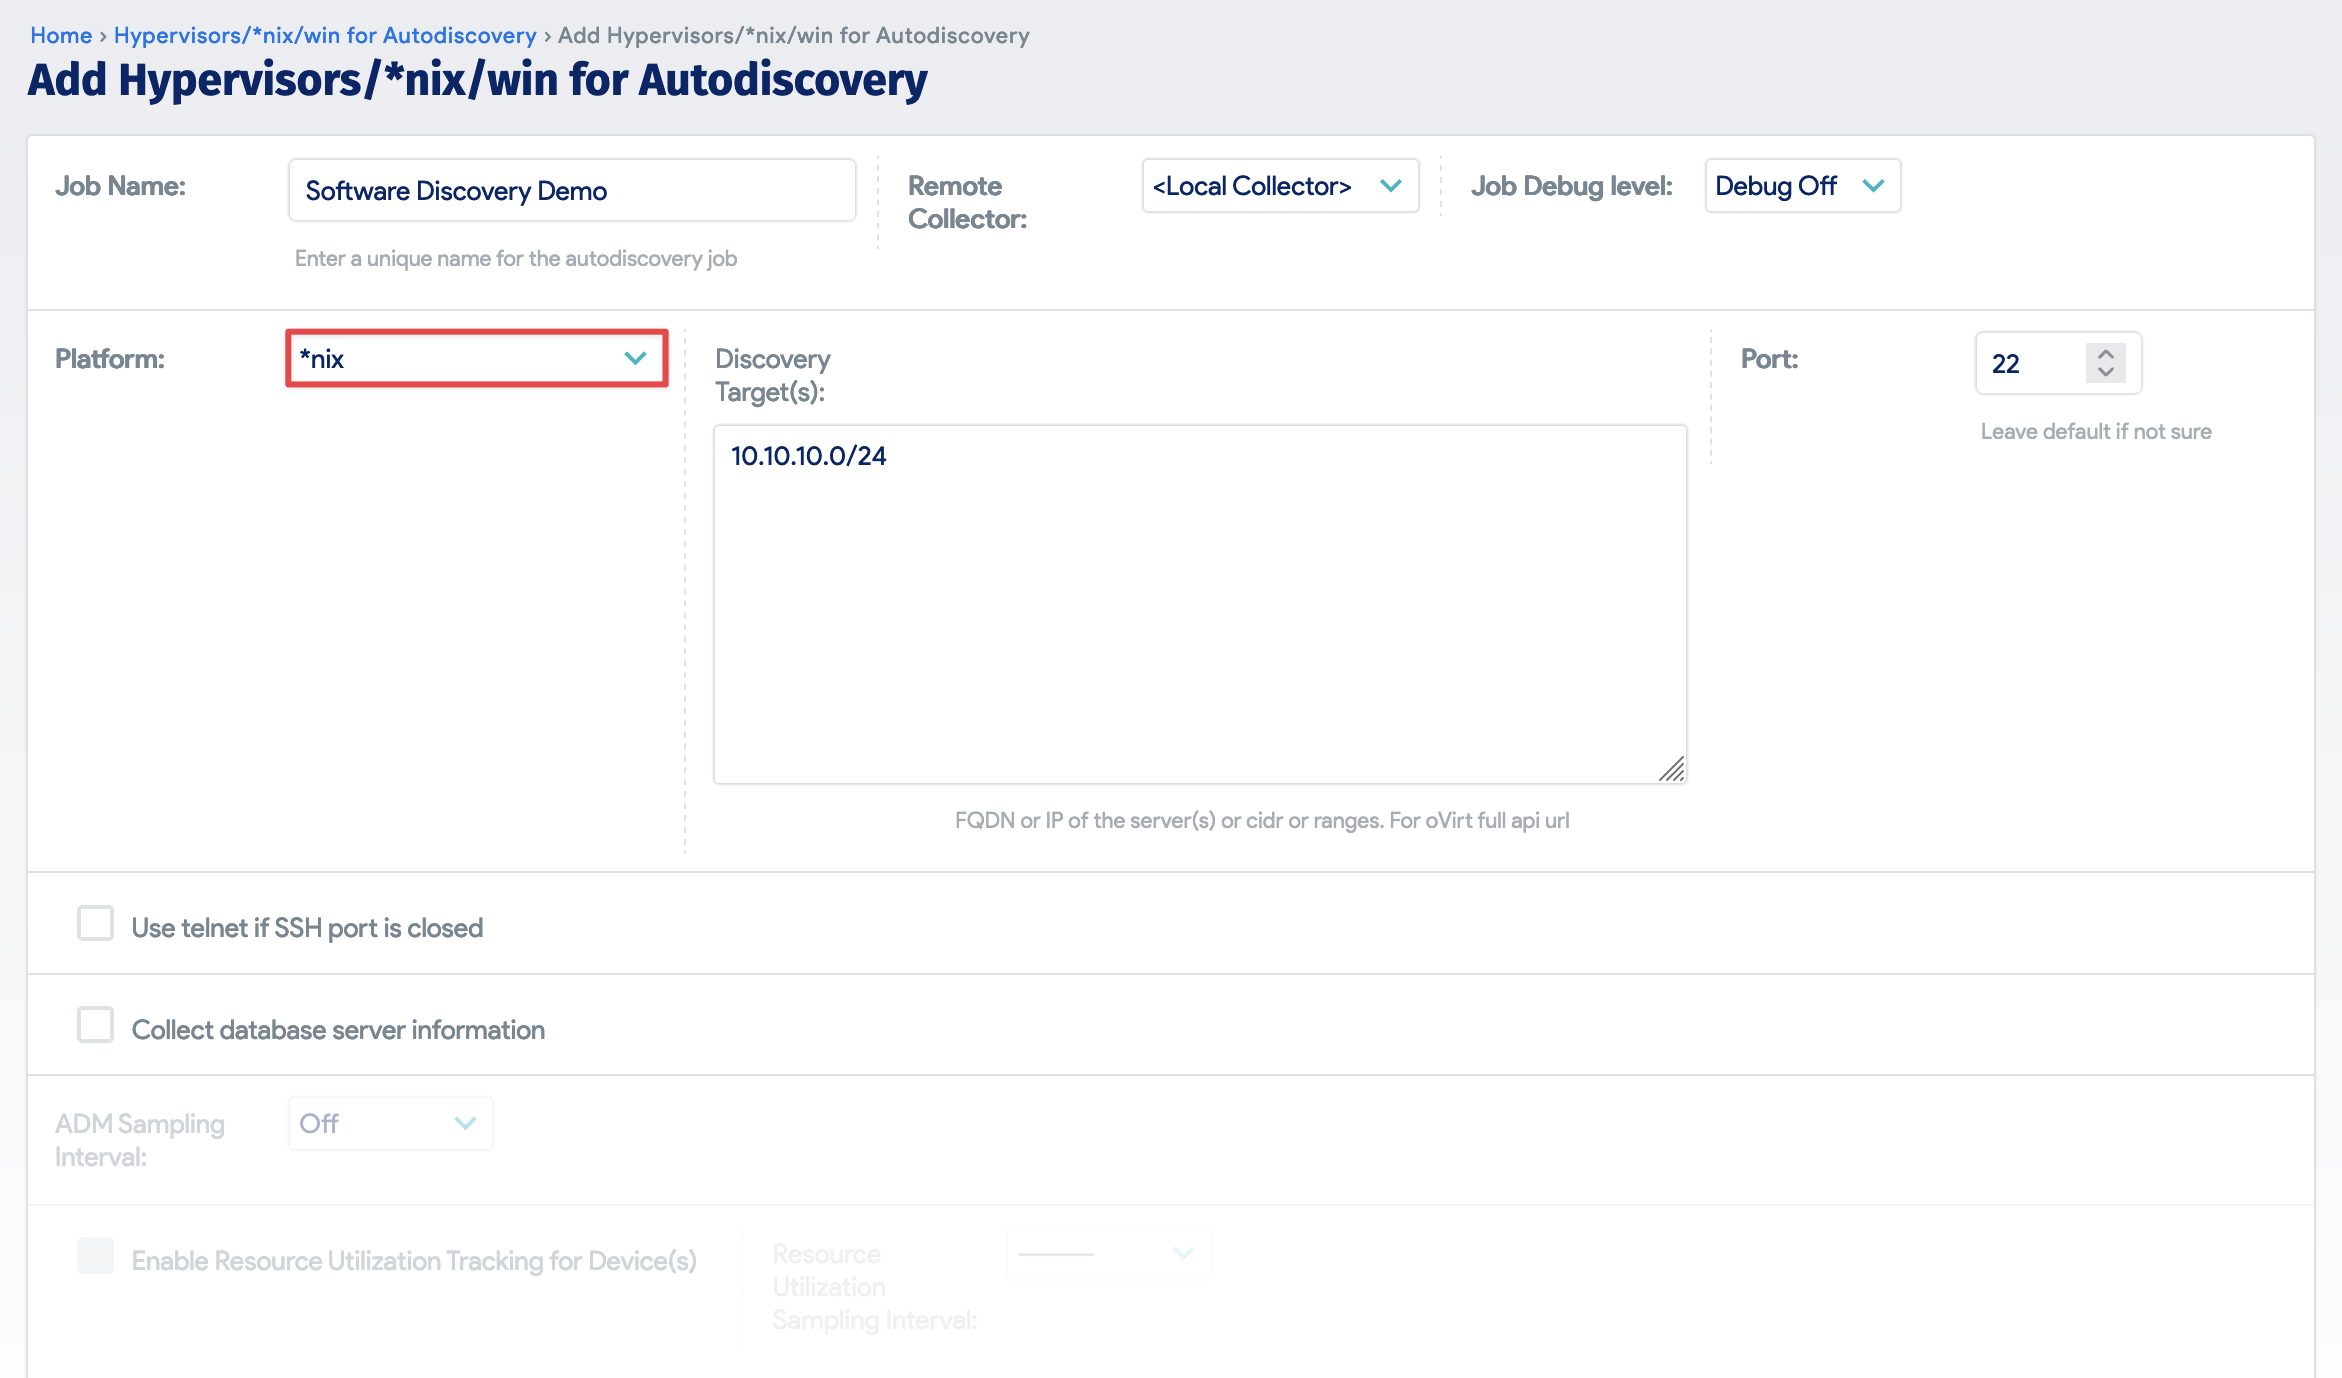 Home › Hypervisors/*nix/win for Autodiscovery › Add Hypervisors/*nix/win for Autodiscovery
Add Hypervisors/*nix/win for Autodiscovery
Job Name:
Software Discovery Demo
Enter a unique name for the autodiscovery job
Remote
Collector:
<Local Collector>
Job Debug level:
Debug Off
Platform:
*nix
Discovery
Target(s):
10.10.10.0/24
FQDN or IP of the server(s) or cidr or ranges. For oVirt full api url
Port:
22
Leave default if not sure
Use telnet if SSH port is closed
Collect database server information
ADM Sampling
Interval:
Off
Enable Resource Utilization Tracking for Device(s)
Resource
Utilization
Sampling Interval: